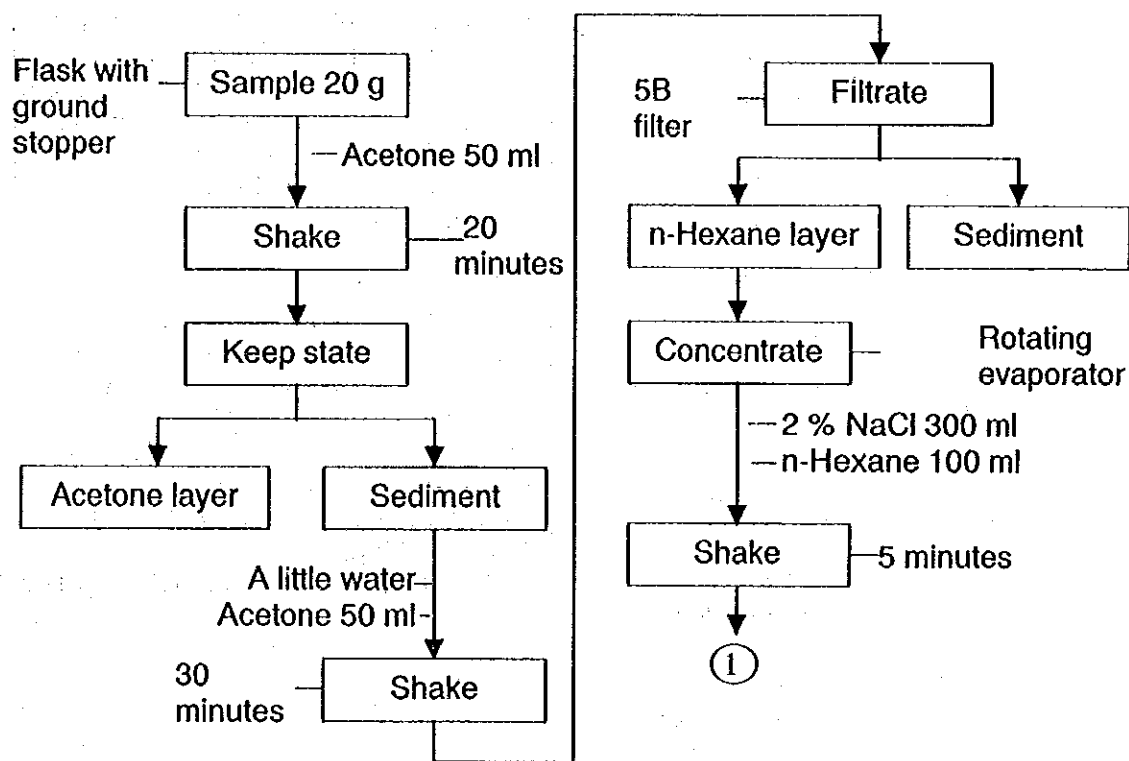 Flask with
ground
stopper
Sample 20 g
Acetone 50 ml
Shake
20
minutes
Keep state
Acetone layer
Sediment
A little water
Acetone 50 ml
30
minutes
Shake
5B
filter
Filtrate
n-Hexane layer
Sediment
Concentrate
Rotating
evaporator
2 % NaCl 300 ml
n-Hexane 100 ml
Shake
5 minutes
1